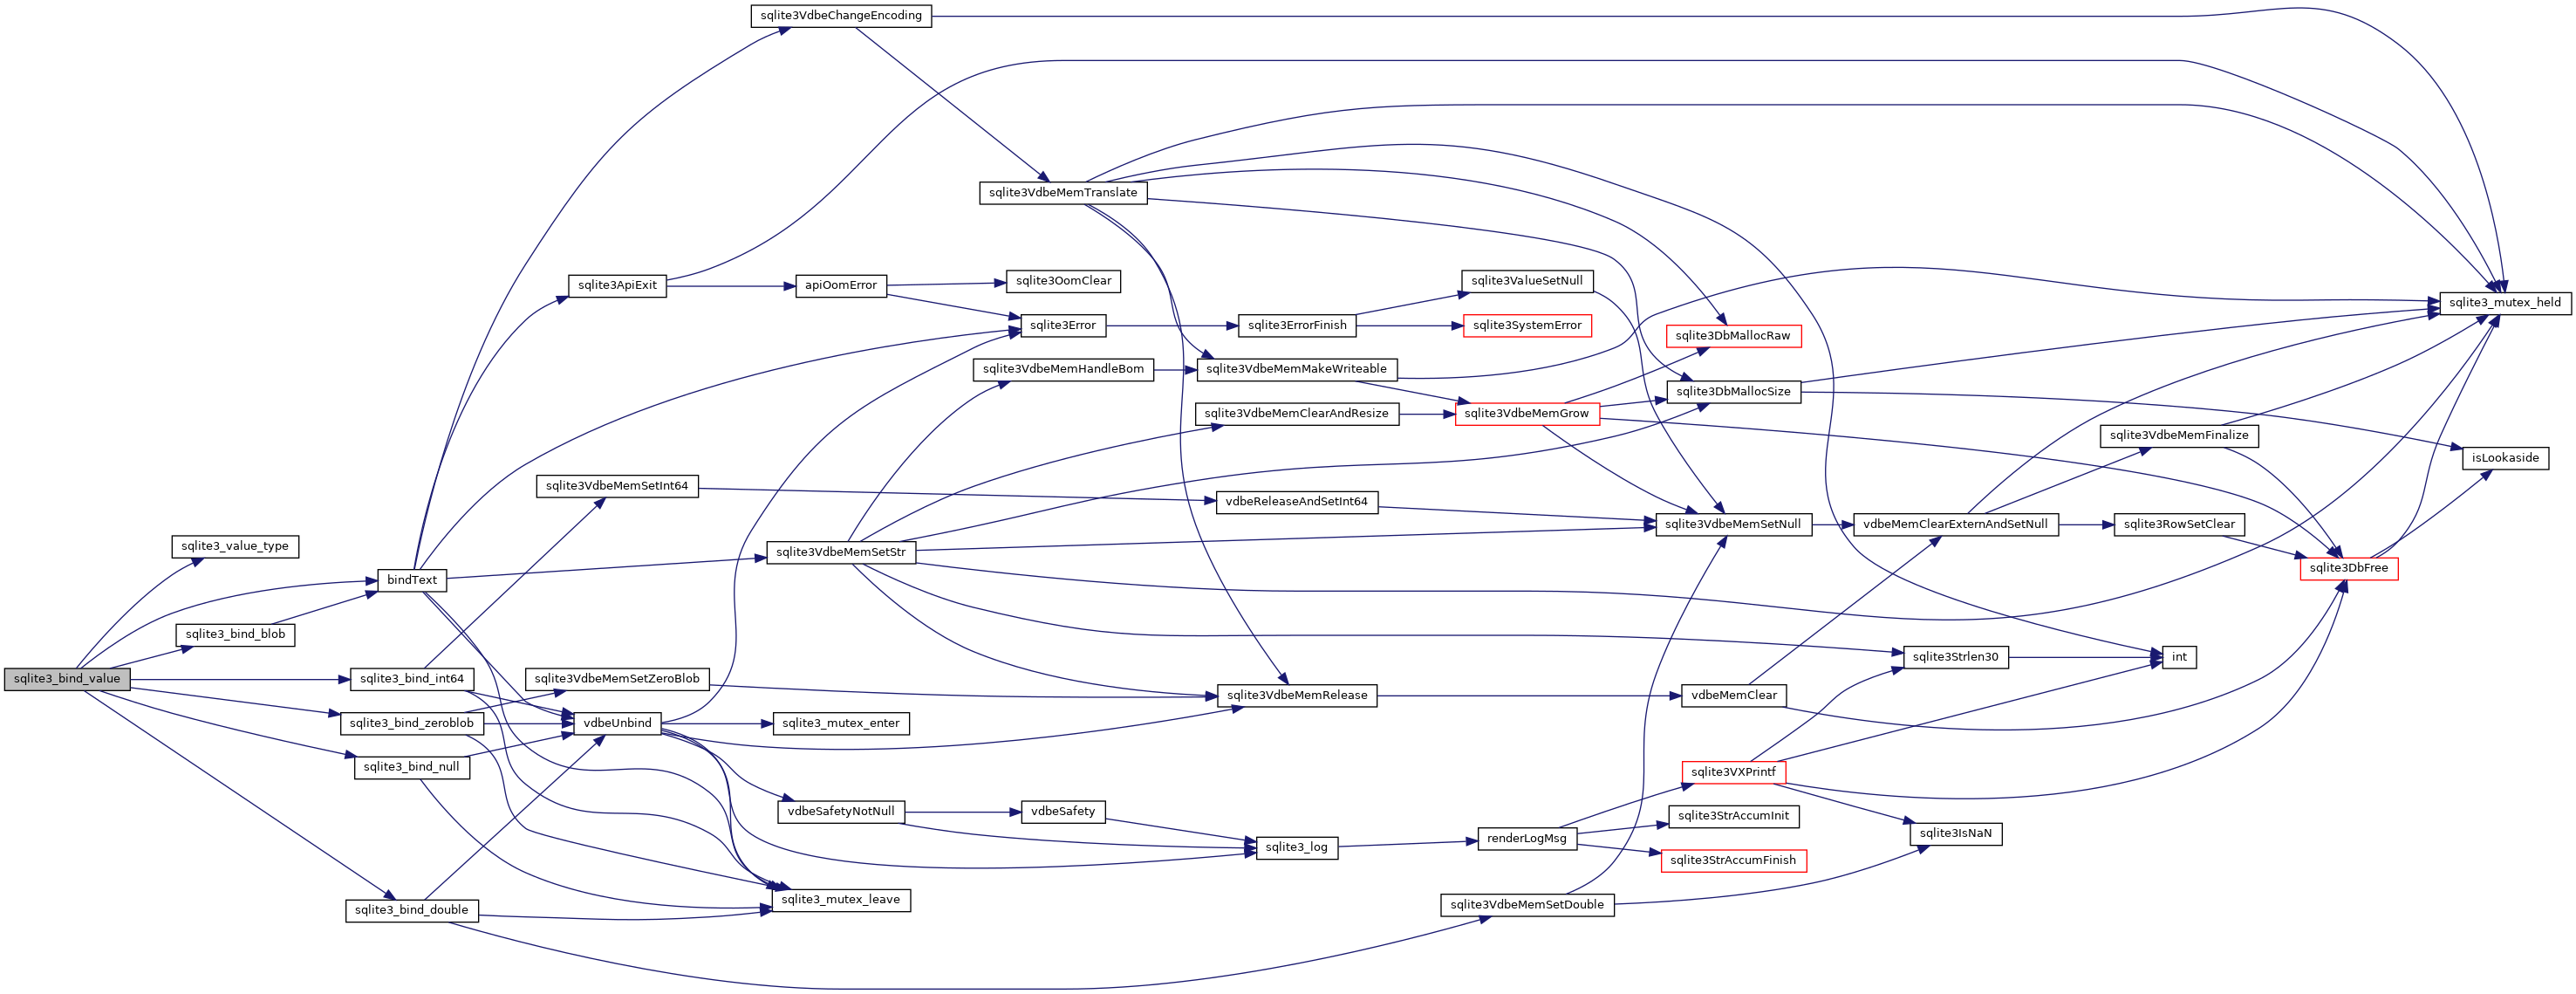 sqlite3_bind_value
sqlite3_value_type
sqlite3_bind_blob
bindText
sqlite3_bind_int64
sqlite3_bind_zeroblob
sqlite3_bind_null
sqlite3_bind_double
sqlite3VdbeMemSetInt64
sqlite3ApiExit
sqlite3VdbeMemSetZeroBlob
vdbeUnbind
sqlite3VdbeChangeEncoding
apiOomError
sqlite3VdbeMemSetStr
sqlite3_mutex_enter
vdbeSafetyNotNull
sqlite3_mutex_leave
sqlite3VdbeMemTranslate
sqlite3OomClear
sqlite3Error
sqlite3VdbeMemHandleBom
vdbeSafety
sqlite3ErrorFinish
sqlite3VdbeMemMakeWriteable
sqlite3VdbeMemClearAndResize
vdbeReleaseAndSetInt64
sqlite3VdbeMemRelease
sqlite3_log
sqlite3ValueSetNull
sqlite3SystemError
sqlite3VdbeMemGrow
renderLogMsg
sqlite3VdbeMemSetDouble
sqlite3DbMallocRaw
sqlite3DbMallocSize
sqlite3VdbeMemSetNull
vdbeMemClear
sqlite3VXPrintf
sqlite3StrAccumInit
sqlite3StrAccumFinish
vdbeMemClearExternAndSetNull
sqlite3Strlen30
sqlite3IsNaN
sqlite3VdbeMemFinalize
sqlite3RowSetClear
int
sqlite3DbFree
sqlite3_mutex_held
isLookaside